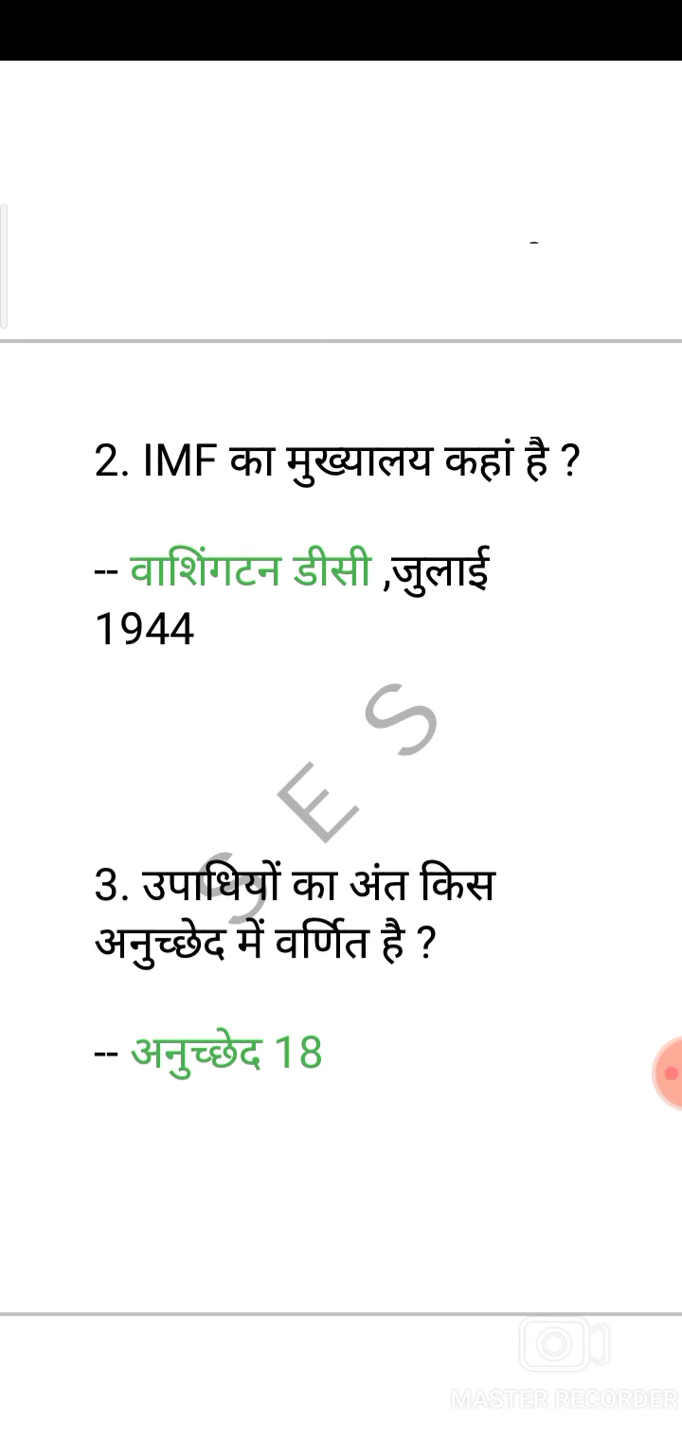 2. IMF का मुख्यालय कहां है ?
-- वाशिंगटन डीसी ,जुलाई
1944
S E S
3. उपाधियों का अंत किस
अनुच्छेद में वर्णित है ?
-- अनुच्छेद 18
MASTER RECORDER